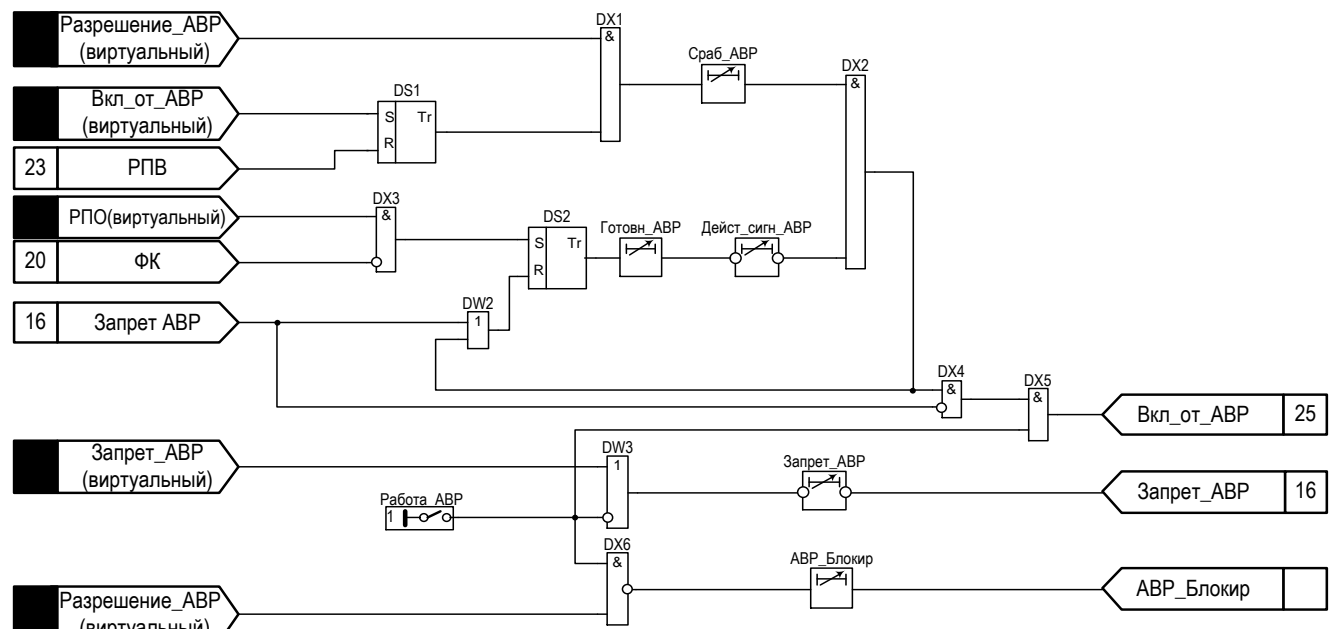 Разрешение_АВР
(виртуальный)
DX1
&
Сраб_АВР
DX2
&
Вкл_от_АВР
(виртуальный)
DS1
S Tr
R
23 РПВ
РПО(виртуальный)
DX3
&
DS2
S Tr
R
Готовн_АВР
Дейст_сигн_АВР
20 ФК
16 Запрет АВР
DW2
1
DX4
&
DX5
&
Вкл_от_АВР 25
Запрет_АВР
(виртуальный)
DW3
1
Запрет_АВР
Запрет_АВР 16
Работа_АВР
1
DX6
&
АВР_Блокир
АВР_Блокир
Разрешение_АВР
(виртуальный)